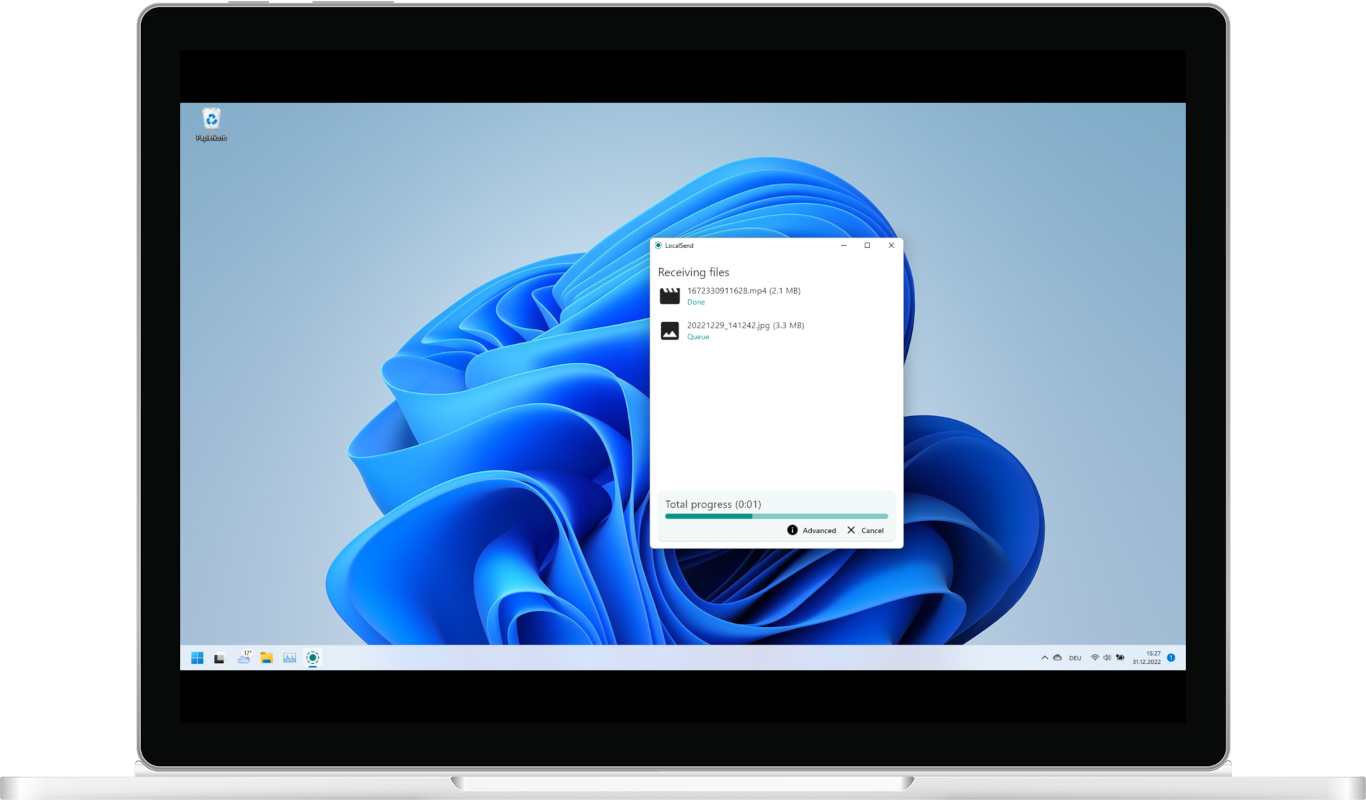 Papierkorb
LocalSend
Receiving files
1672330911628.mp4 (2.1 MB)
Done
20221229_141242.jpg (3.3 MB)
Queue
Total progress (0:01)
Advanced
Cancel
17°
DEU
15:27
31.12.2022
1